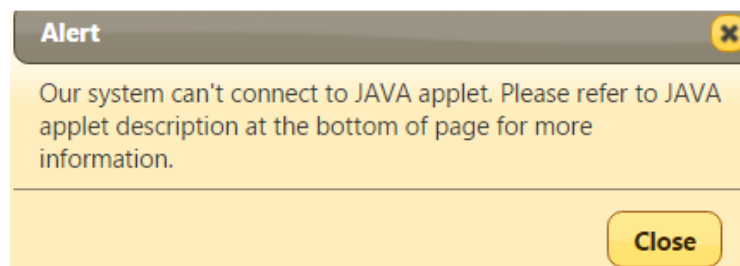 Alert
Our system can't connect to JAVA applet. Please refer to JAVA
applet description at the bottom of page for more
information.
Close